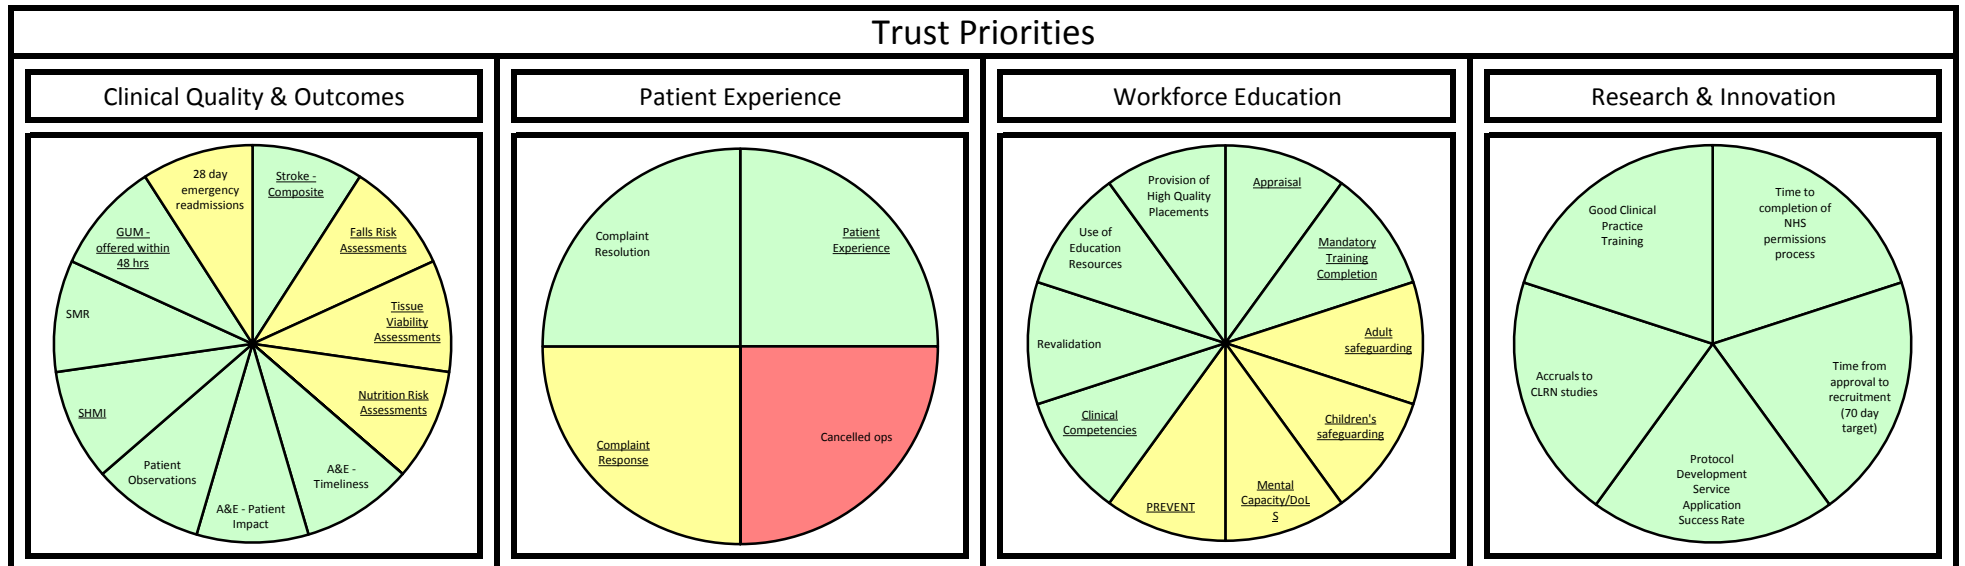 Trust Priorities
Clinical Quality & Outcomes
28 day
emergency
readmissions
Stroke -
Composite
Falls Risk
Assessments
Tissue
Viability
Assessments
Nutrition Risk
Assessments
A&E -
Timeliness
A&E - Patient
Impact
Patient
Observations
SHMI
SMR
GUM -
offered within
48 hrs
Patient Experience
Complaint
Resolution
Patient
Experience
Cancelled ops
Complaint
Response
Workforce Education
Provision of
High Quality
Placements
Appraisal
Mandatory
Training
Completion
Adult
safeguarding
Children's
safeguarding
Mental
Capacity/DoL
S
PREVENT
Clinical
Competencies
Revalidation
Use of
Education
Resources
Research & Innovation
Good Clinical
Practice
Training
Time to
completion of
NHS
permissions
process
Time from
approval to
recruitment
(70 day
target)
Protocol
Development
Service
Application
Success Rate
Accruals to
CLRN studies